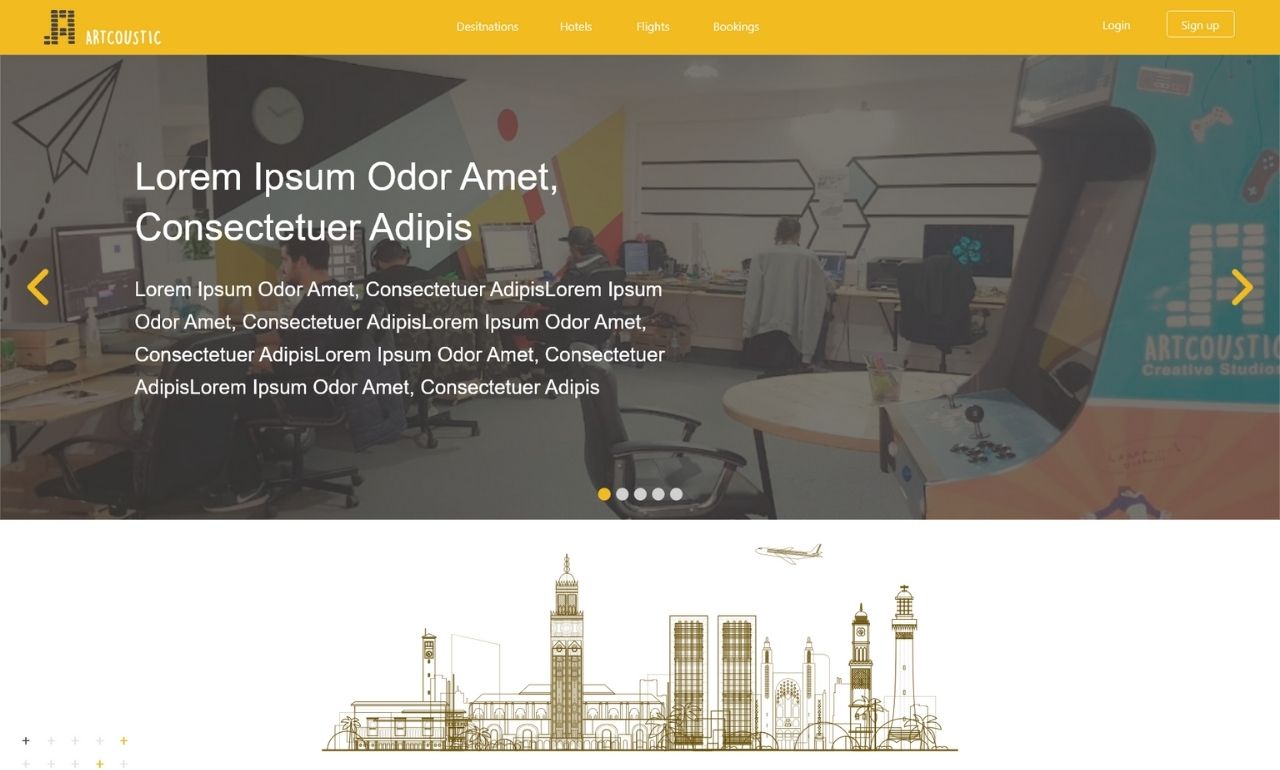 ARTCOUSTIC
Desitnations
Hotels
Flights
Bookings
Login
Sign up
Lorem Ipsum Odor Amet,
Consectetuer Adipis
Lorem Ipsum Odor Amet, Consectetuer AdipisLorem Ipsum
Odor Amet, Consectetuer AdipisLorem Ipsum Odor Amet,
Consectetuer AdipisLorem Ipsum Odor Amet, Consectetuer
AdipisLorem Ipsum Odor Amet, Consectetuer Adipis
ARTCOUSTIC
Creative Studios